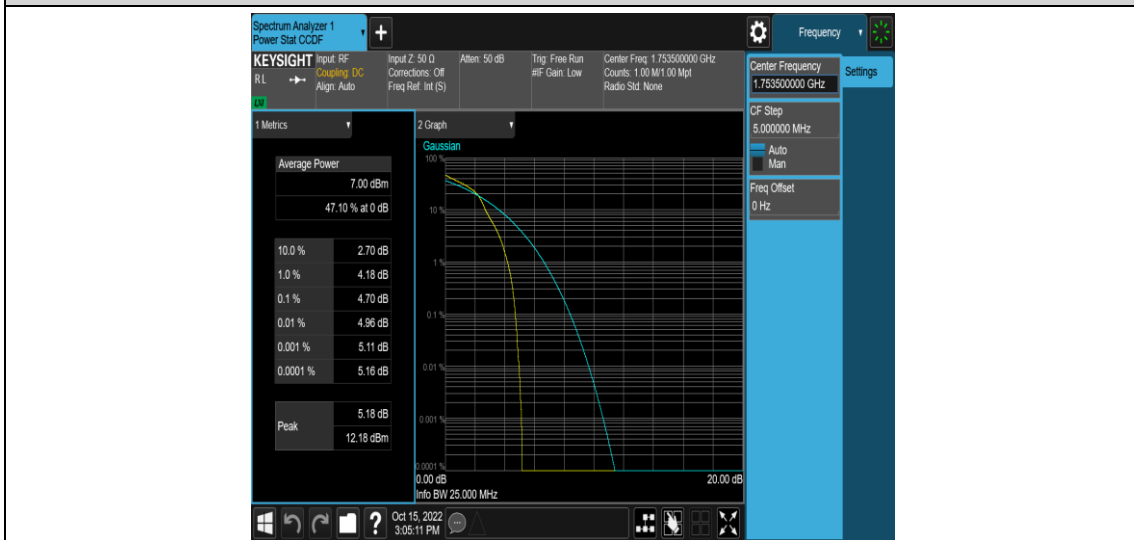 Spectrum Analyzer 1
Power Stat CCDF
Frequency
KEYSIGHT
RL
Input: RF
Coupling: DC
Align: Auto
Input Z: 50 Ω
Corrections: Off
Freq Ref: Int (S)
Atten: 50 dB
Trig: Free Run
#IF Gain: Low
Center Freq: 1.753500000 GHz
Counts: 1.00 M/1.00 Mpt
Radio Std: None
Center Frequency
1.753500000 GHz
Settings
CF Step
5.000000 MHz
Auto
Man
Freq Offset
0 Hz
1 Metrics
Average Power
7.00 dBm
47.10 % at 0 dB
10.0 % 2.70 dB
1.0 % 4.18 dB
0.1 % 4.70 dB
0.01 % 4.96 dB
0.001 % 5.11 dB
0.0001 % 5.16 dB
Peak
5.18 dB
12.18 dBm
2 Graph
Gaussian
100 %
10 %
1 %
0.1 %
0.01 %
0.001 %
0.0001 %
0.00 dB 20.00 dB
Info BW 25.000 MHz
?
Oct 15, 2022
3:05:11 PM